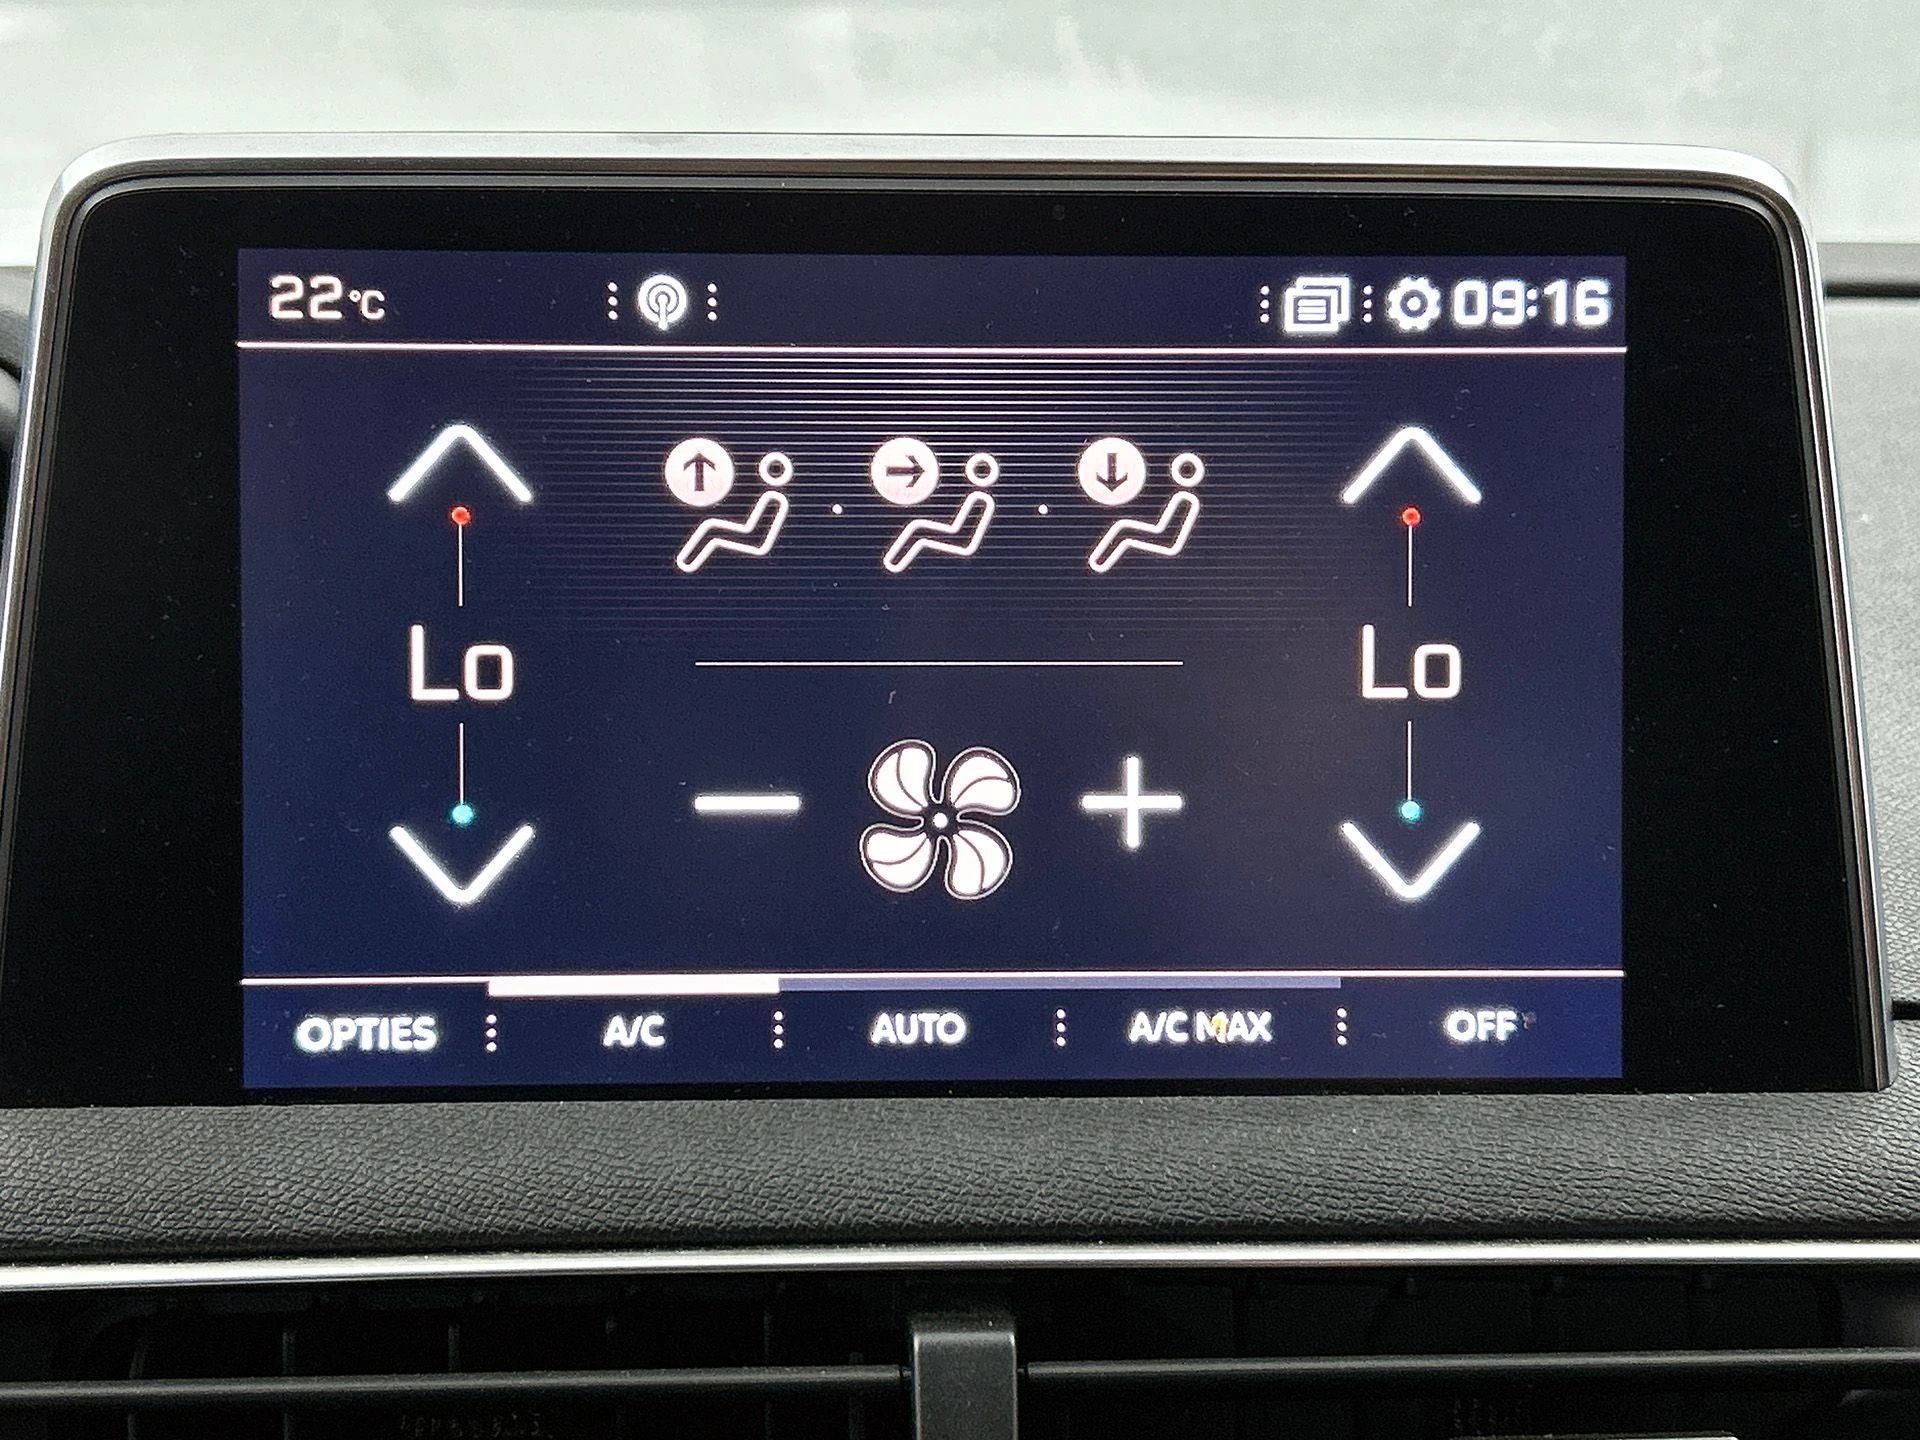 22°C 09:16
Lo Lo
OPTIES A/C AUTO A/C MAX OFF